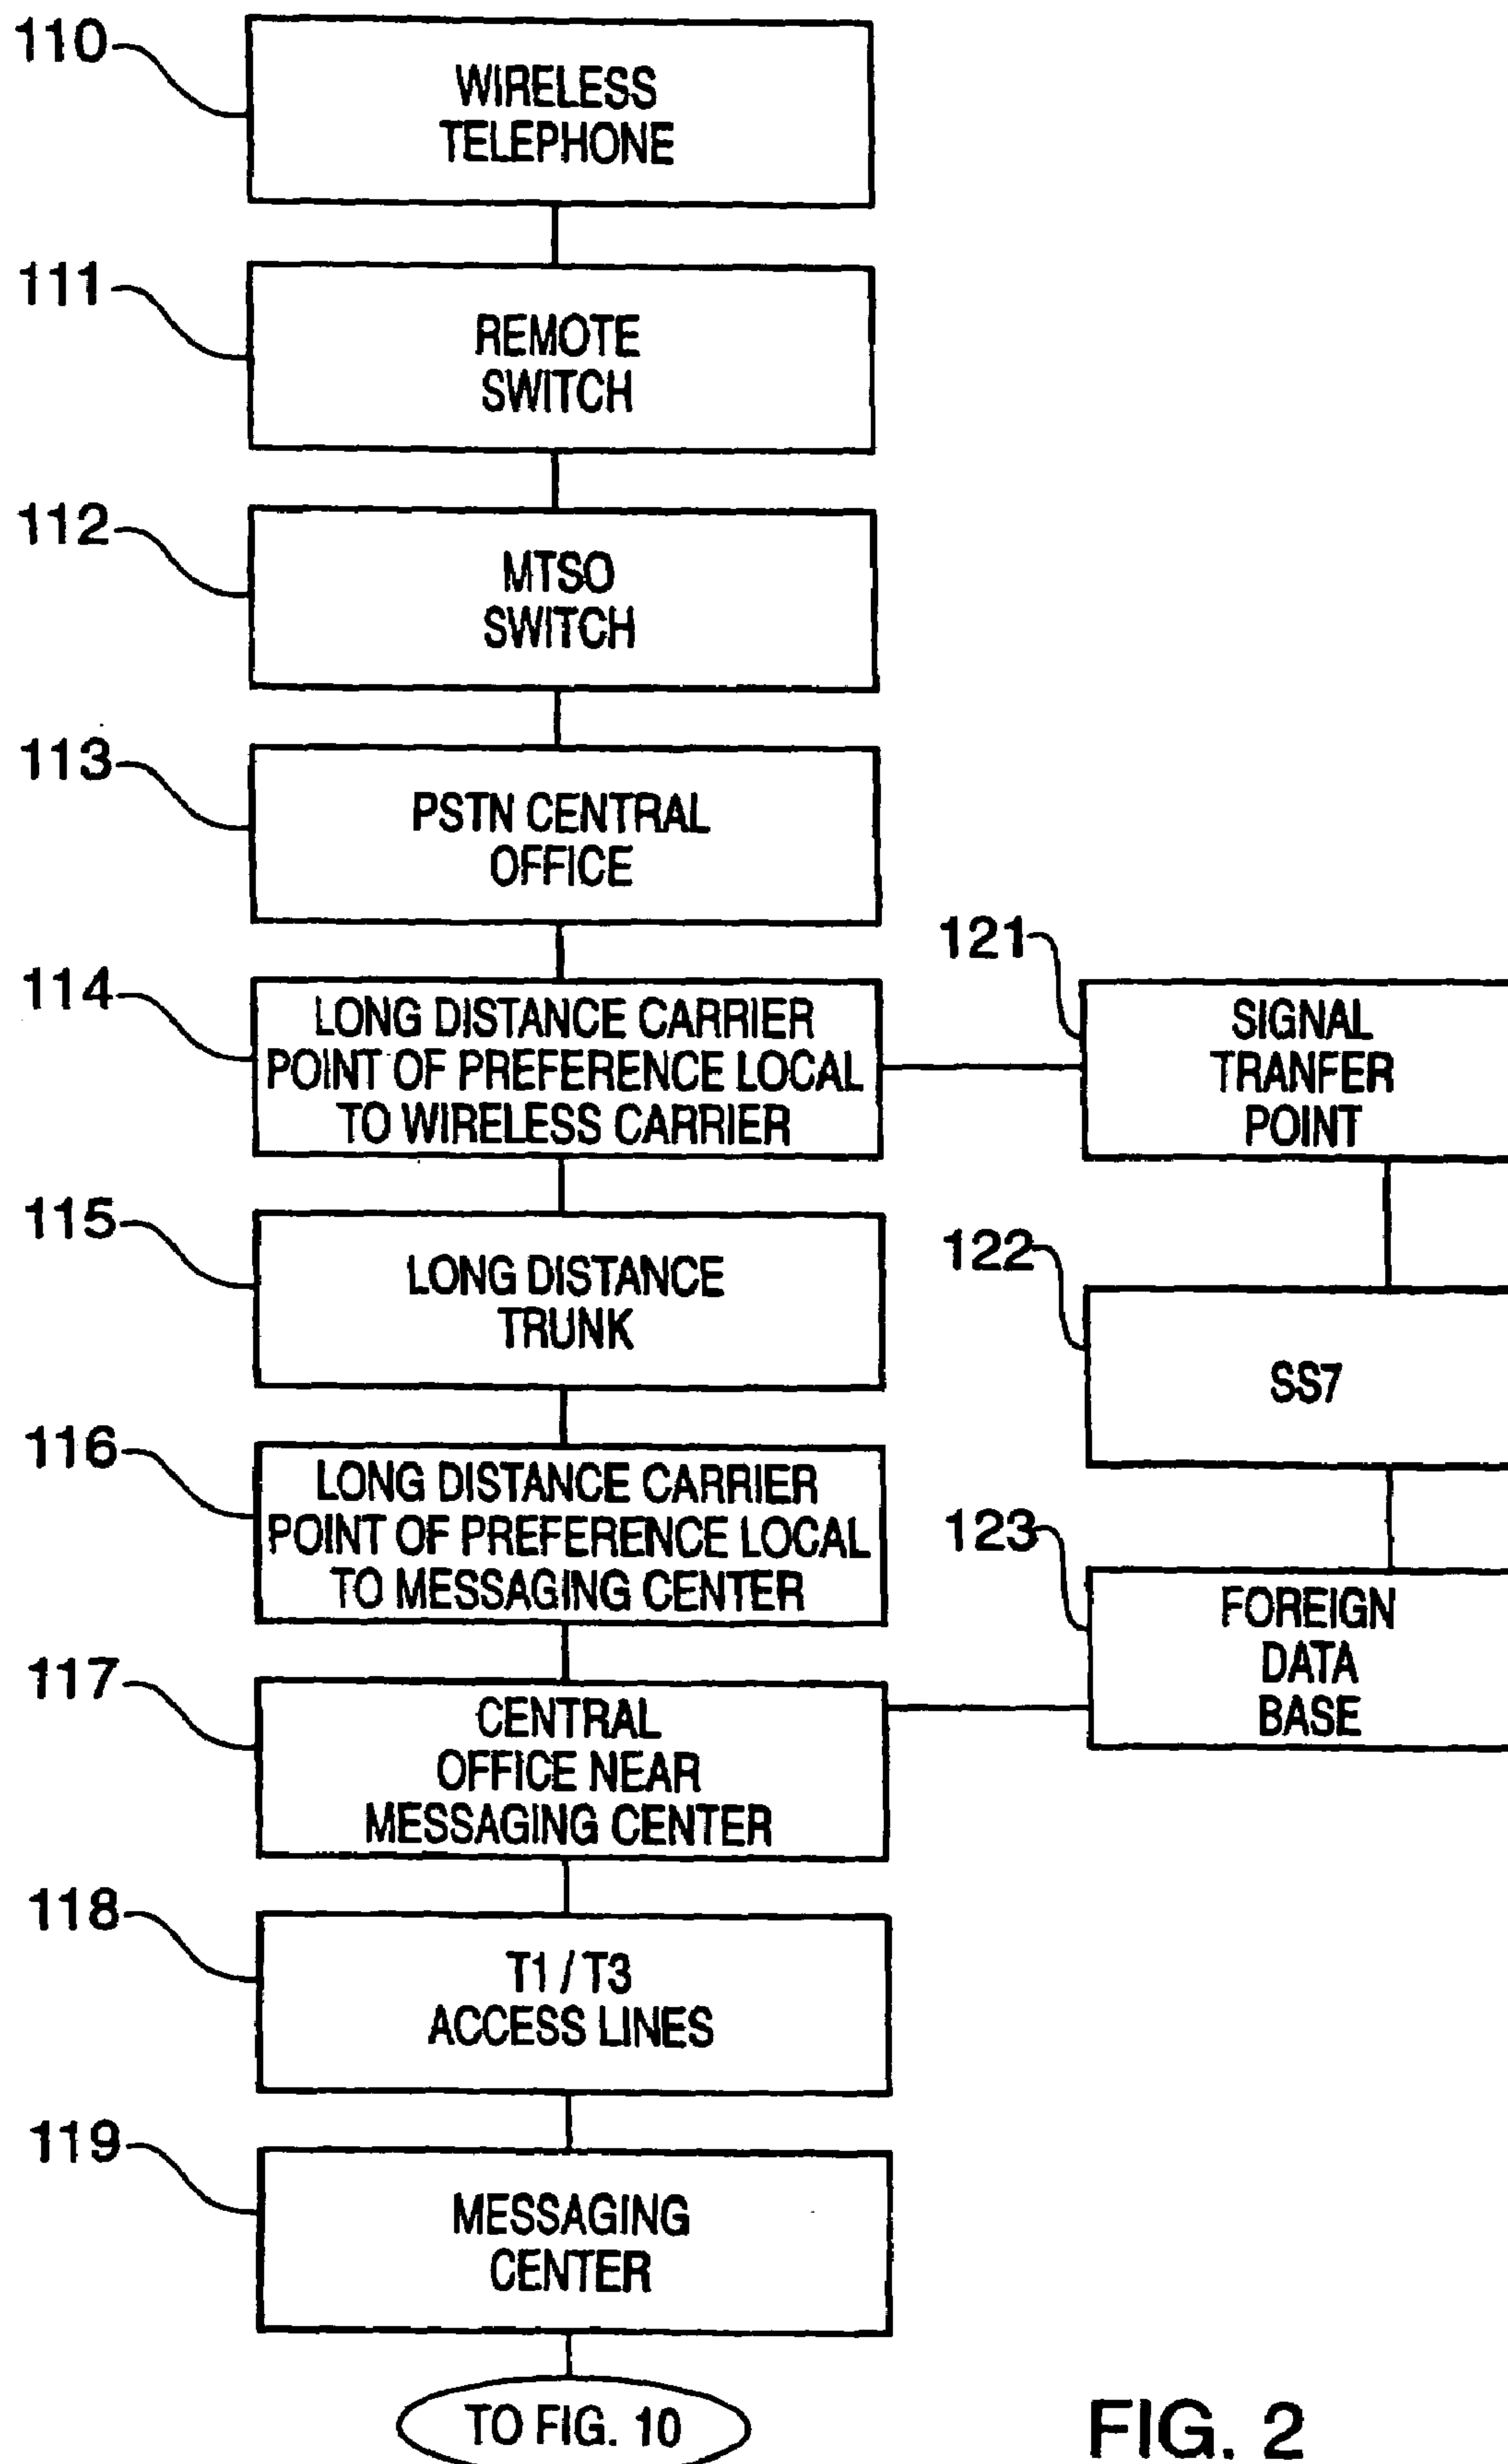 110
WIRELESS
TELEPHONE
111
REMOTE
SWITCH
112
MTSO
SWITCH
113
PSTN CENTRAL
OFFICE
114
LONG DISTANCE CARRIER
POINT OF PREFERENCE LOCAL
TO WIRELESS CARRIER
121
SIGNAL
TRANFER
POINT
115
LONG DISTANCE
TRUNK
122
SS7
116
LONG DISTANCE CARRIER
POINT OF PREFERENCE LOCAL
TO MESSAGING CENTER
123
FOREIGN
DATA
BASE
117
CENTRAL
OFFICE NEAR
MESSAGING CENTER
118
T1 / T3
ACCESS LINES
119
MESSAGING
CENTER
TO FIG. 10
FIG. 2